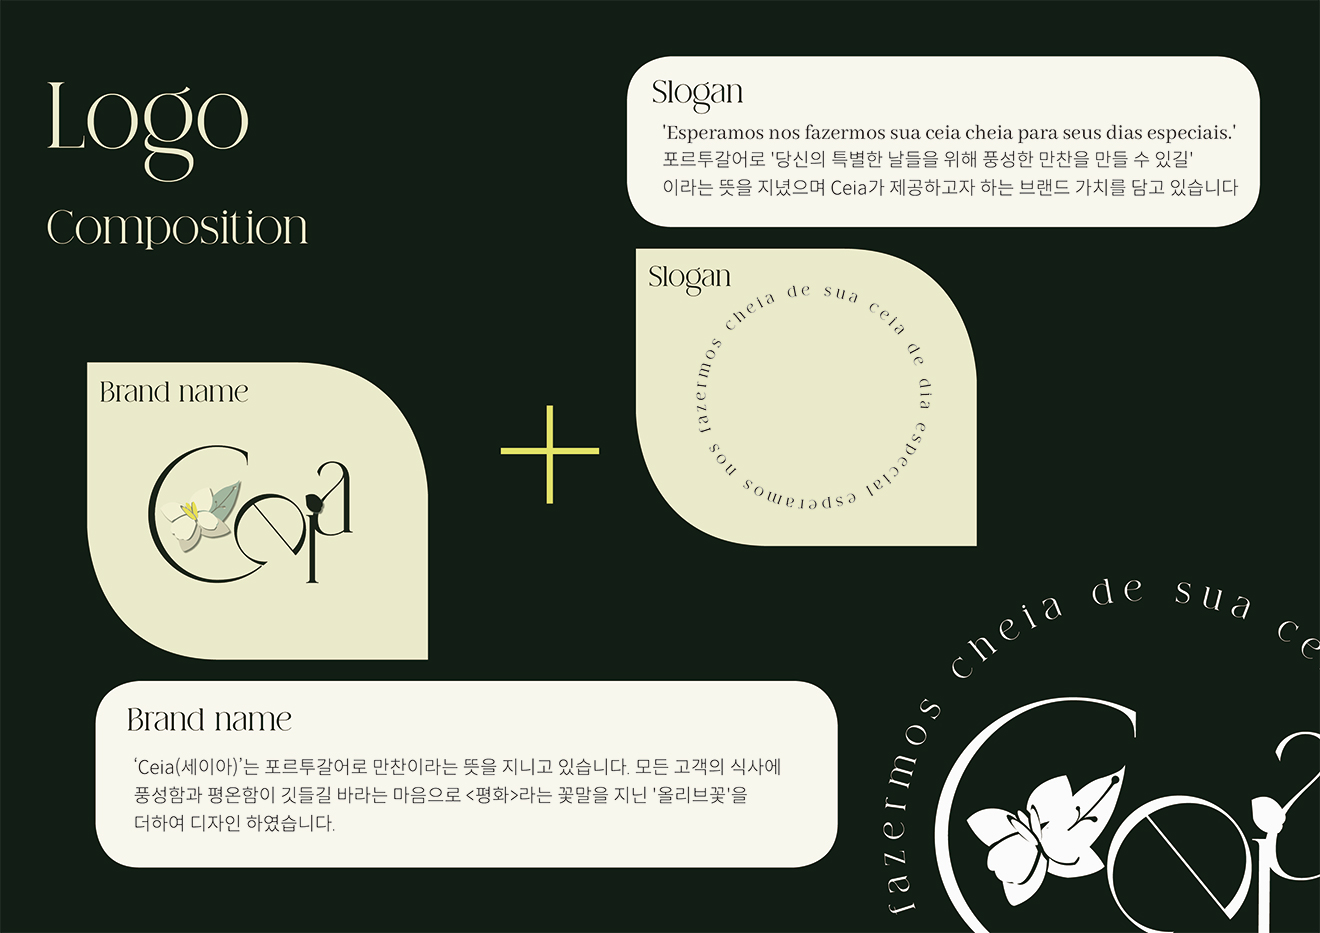 Logo
Composition
Slogan
'Esperamos nos fazermos sua ceia cheia para seus dias especiais.'
포르투갈어로 '당신의 특별한 날들을 위해 풍성한 만찬을 만들 수 있길'
이라는 뜻을 지녔으며 Ceia가 제공하고자 하는 브랜드 가치를 담고 있습니다
Slogan
esperamos nos fazermos cheia de sua ceia de dia especial
Brand name
Ceia
Brand name
‘Ceia(세이아)’는 포르투갈어로 만찬이라는 뜻을 지니고 있습니다. 모든 고객의 식사에
풍성함과 평온함이 깃들길 바라는 마음으로 <평화>라는 꽃말을 지닌 '올리브꽃'을
더하여 디자인 하였습니다.
fazermos cheia de sua ce
Ceia